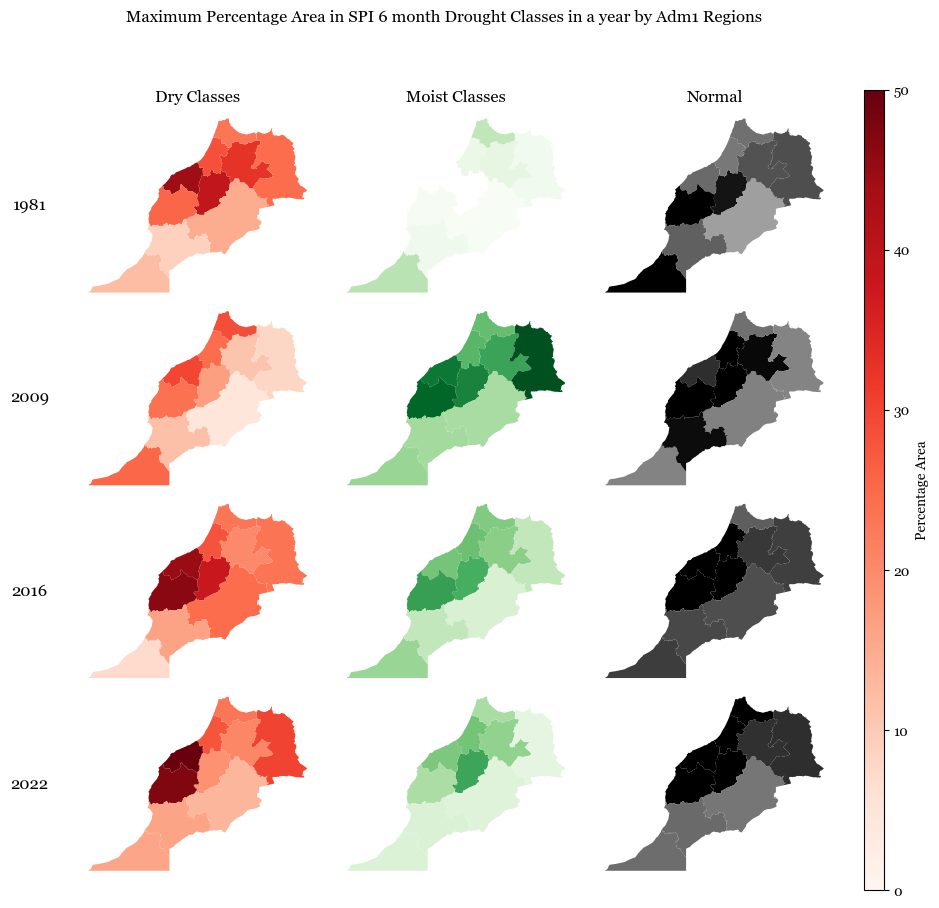 Maximum Percentage Area in SPI 6 month Drought Classes in a year by Adm1 Regions
Dry Classes
Moist Classes
Normal
1981
2009
2016
2022
50
40
30
20
10
0
Percentage Area